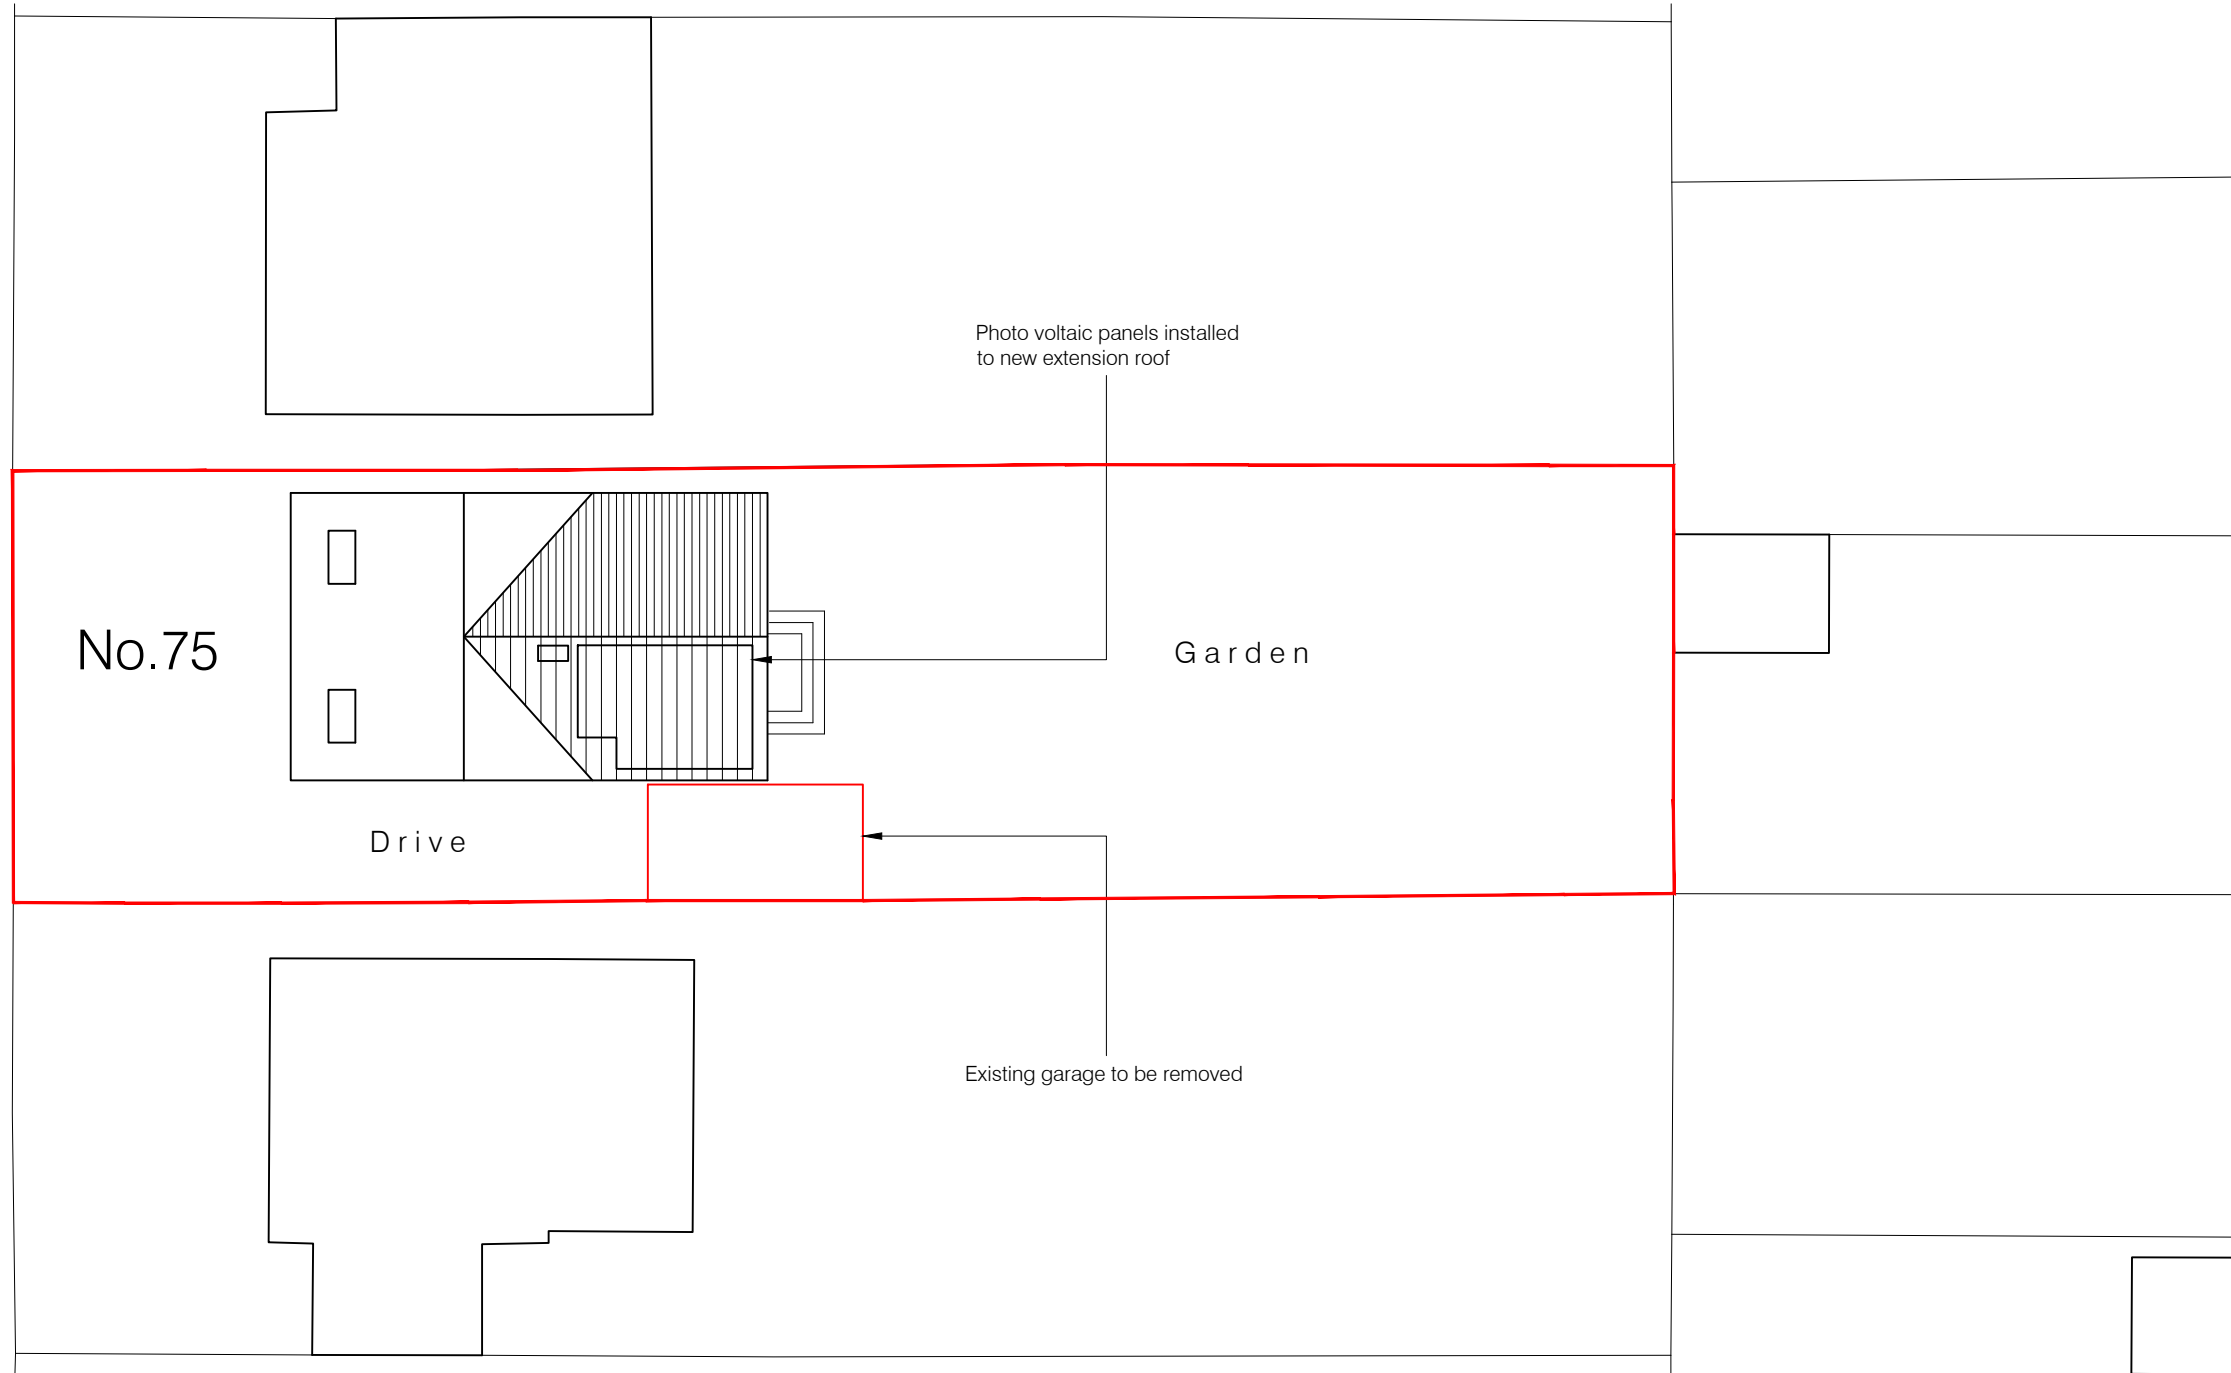 Photo voltaic panels installed
to new extension roof
No.75
Garden
Drive
Existing garage to be removed